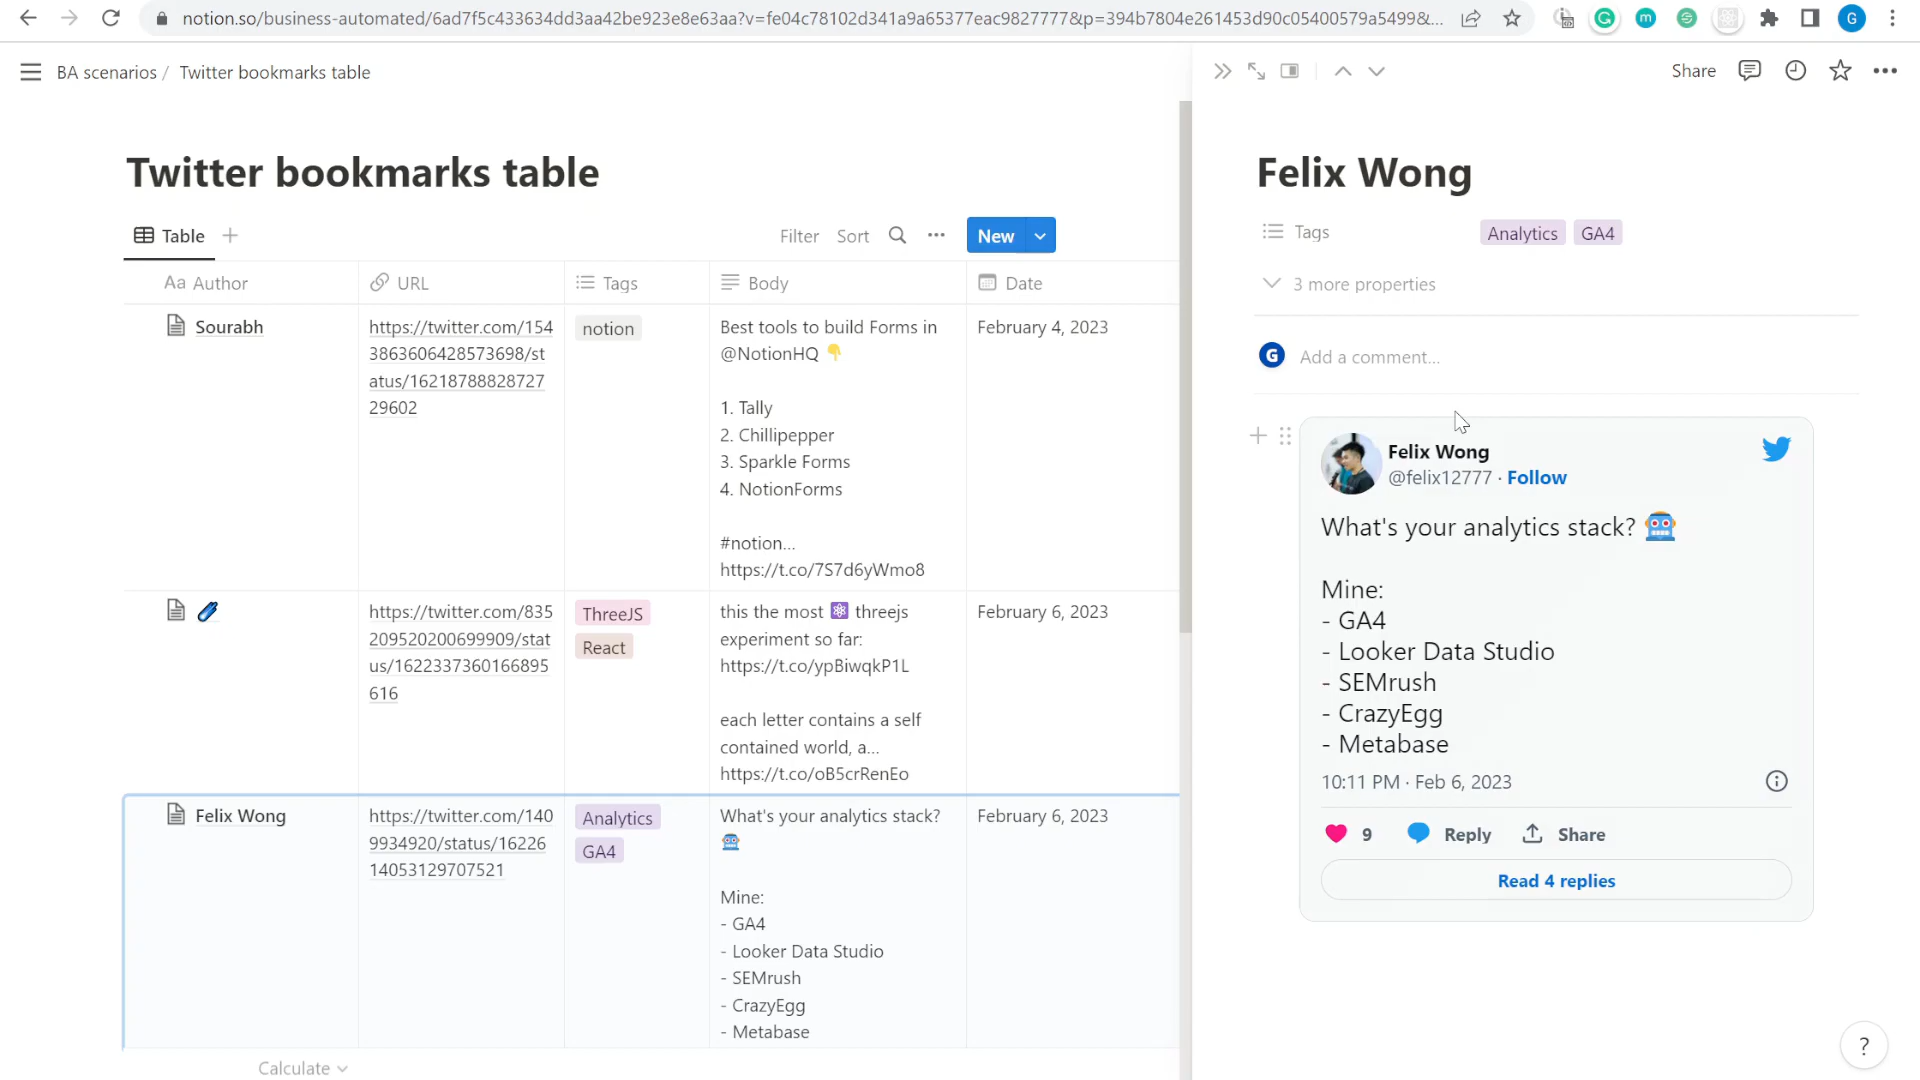 notion.so/business-automated/6ad7f5c433634dd3aa42be923e8e63aa?v=fe04c78102d341a9a65377eac9827777&p=394b7804e261453d90c05400579a5499&...
G
BA scenarios / Twitter bookmarks table
Twitter bookmarks table
Table
Filter
Sort
New
Aa Author
URL
Tags
Body
Date
Sourabh
https://twitter.com/154
3863606428573698/st
atus/16218788828727
29602
notion
Best tools to build Forms in
@NotionHQ 👇
1. Tally
2. Chillipepper
3. Sparkle Forms
4. NotionForms
#notion...
https://t.co/7S7d6yWmo8
February 4, 2023
https://twitter.com/835
209520200699909/stat
us/1622337360166895
616
ThreeJS
React
this the most ⚛️ threejs
experiment so far:
https://t.co/ypBiwqkP1L
each letter contains a self
contained world, a...
https://t.co/oB5crRenEo
February 6, 2023
Felix Wong
https://twitter.com/140
9934920/status/16226
14053129707521
Analytics
GA4
What's your analytics stack?
🤖
Mine:
- GA4
- Looker Data Studio
- SEMrush
- CrazyEgg
- Metabase
February 6, 2023
Calculate
Share
Felix Wong
Tags
Analytics
GA4
3 more properties
G
Add a comment...
Felix Wong
@felix12777 · Follow
What's your analytics stack? 🤖
Mine:
- GA4
- Looker Data Studio
- SEMrush
- CrazyEgg
- Metabase
10:11 PM · Feb 6, 2023
9
Reply
Share
Read 4 replies
?